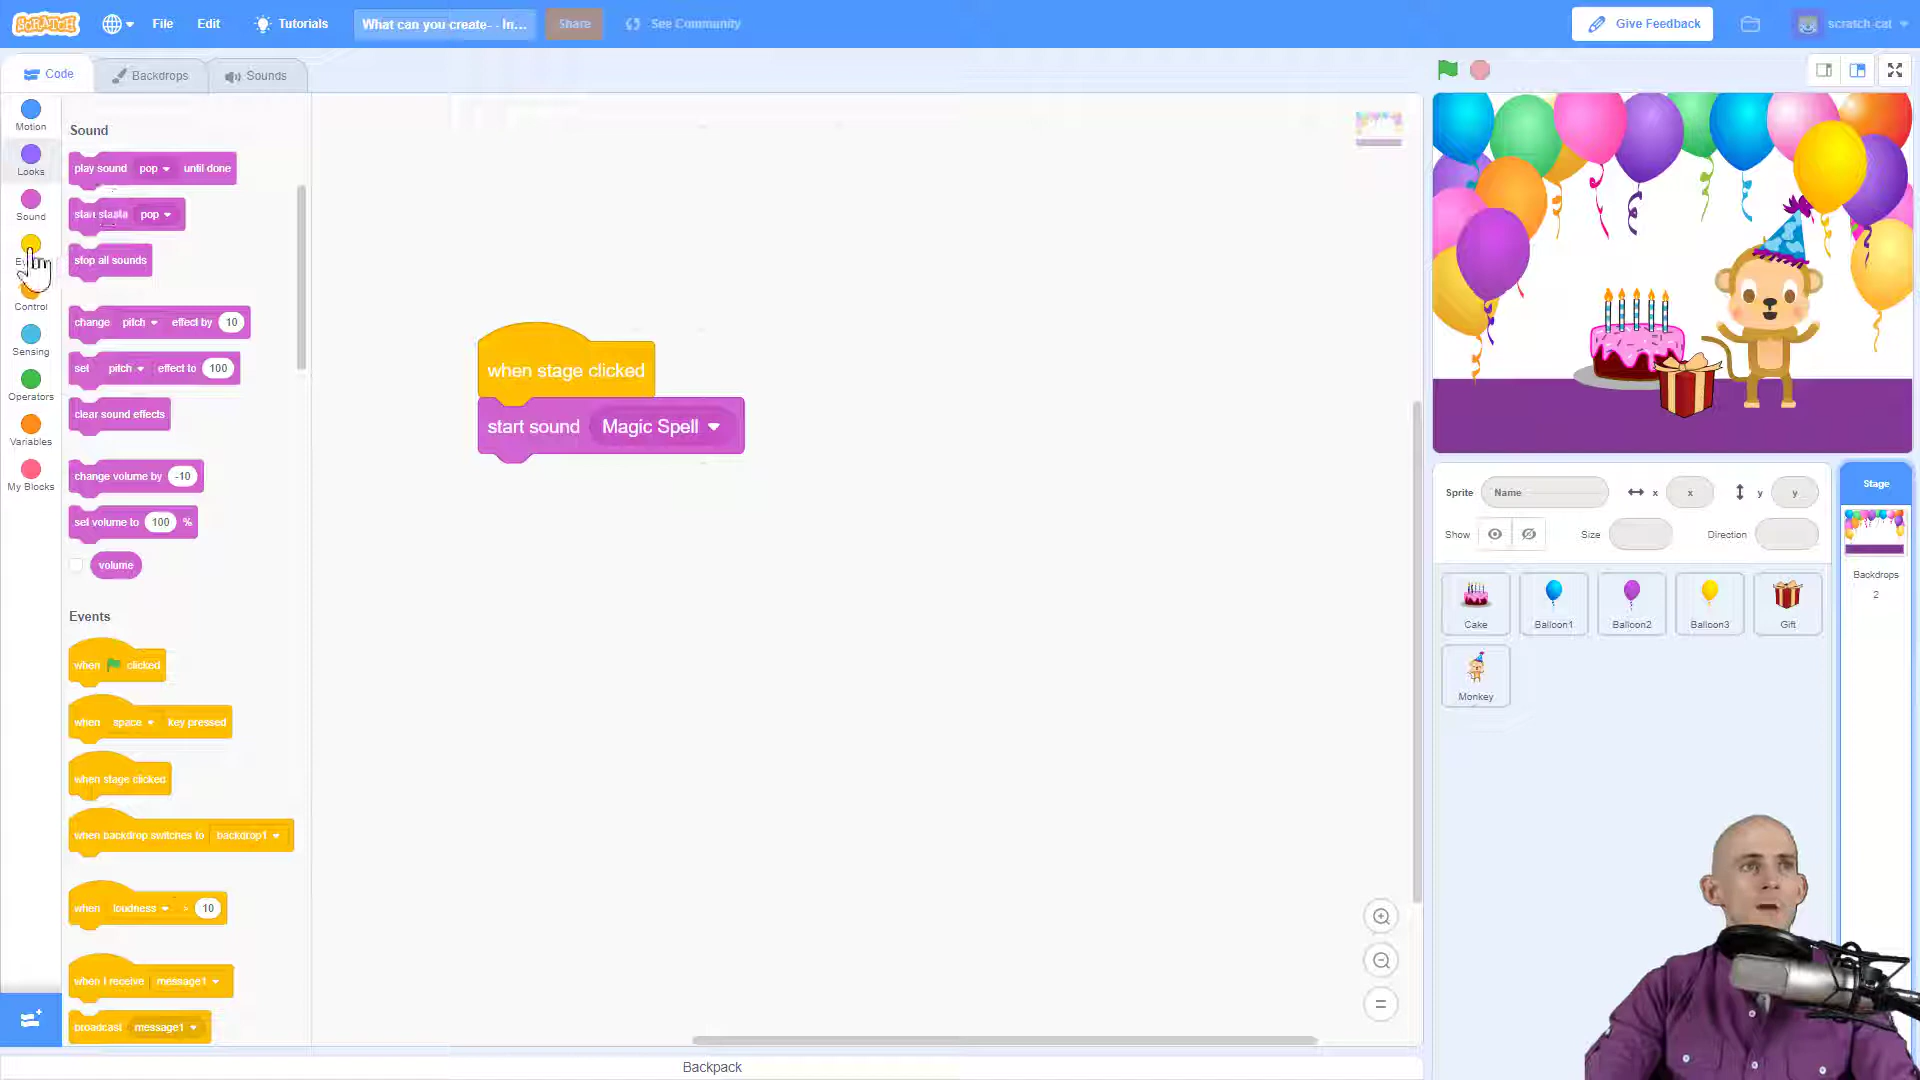 SCRATCH File Edit Tutorials What can you create- - In... Share See Community Give Feedback scratch-cat
Code Backdrops Sounds
Motion
Looks
Sound
Control
Sensing
Operators
Variables
My Blocks
Sound
play sound pop until done
pop
stop all sounds
change pitch effect by 10
set pitch effect to 100
clear sound effects
change volume by -10
set volume to 100 %
volume
Events
when clicked
when space key pressed
when stage clicked
when backdrop switches to backdrop1
when loudness > 10
when I receive message1
broadcast message1
when stage clicked
start sound Magic Spell
Sprite Name x x y y
Show Size Direction
Cake Balloon1 Balloon2 Balloon3 Gift
Monkey
Stage
Backdrops
2
Backpack